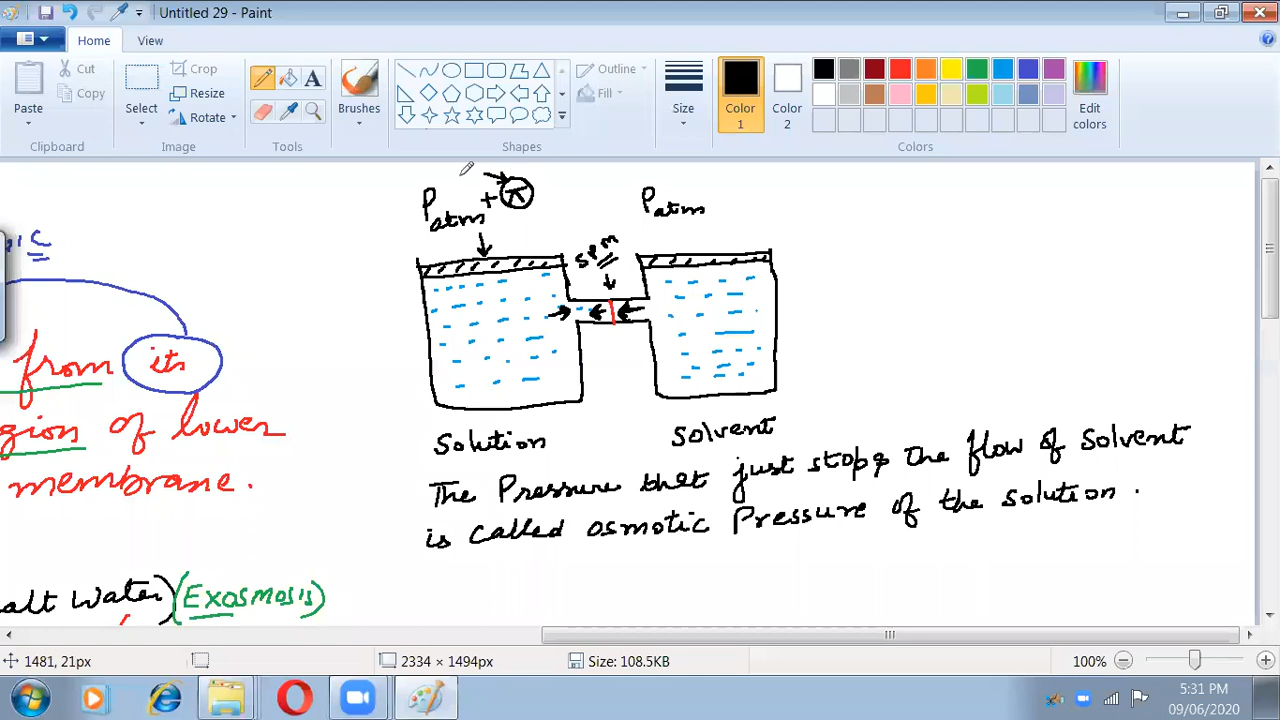 Untitled 29 - Paint
Home View
Paste
Cut
Copy
Clipboard
Select
Crop
Resize
Rotate
Image
Tools
Brushes
Shapes
Outline
Fill
Size
Color 1
Color 2
Edit colors
Colors
Patm + π
Patm
SPM
ic
from its
gion of lower
membrane.
Solution
Solvent
The Pressure that just stops the flow of solvent
is called osmotic Pressure of the solution.
alt Water) (Exosmosis)
1481, 21px
2334 × 1494px
Size: 108.5KB
100%
5:31 PM
09/06/2020